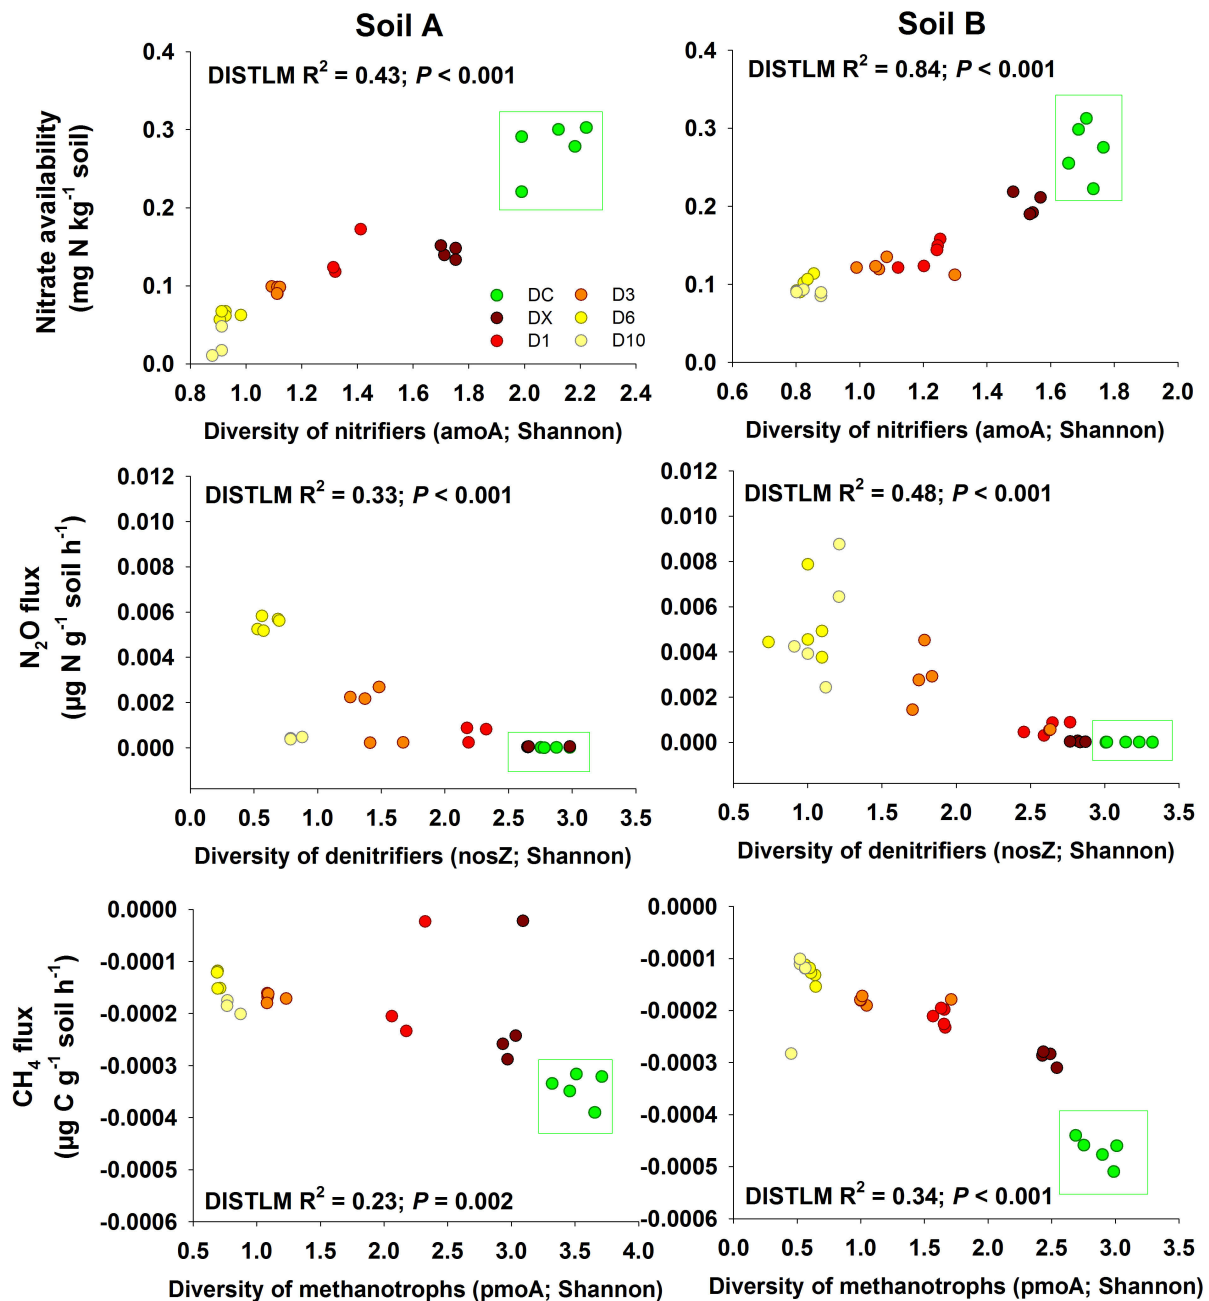 Soil A
Soil B
DISTLM R² = 0.43; P < 0.001
DISTLM R² = 0.84; P < 0.001
Nitrate availability
(mg N kg⁻¹ soil)
0.4
0.3
0.2
0.1
0.0
0.8 1.0 1.2 1.4 1.6 1.8 2.0 2.2 2.4
Diversity of nitrifiers (amoA; Shannon)
DC D3
DX D6
D1 D10
0.4
0.3
0.2
0.1
0.0
0.6 0.8 1.0 1.2 1.4 1.6 1.8 2.0
Diversity of nitrifiers (amoA; Shannon)
N₂O flux
(µg N g⁻¹ soil h⁻¹)
DISTLM R² = 0.33; P < 0.001
0.012
0.010
0.008
0.006
0.004
0.002
0.000
0.0 0.5 1.0 1.5 2.0 2.5 3.0 3.5
Diversity of denitrifiers (nosZ; Shannon)
DISTLM R² = 0.48; P < 0.001
0.012
0.010
0.008
0.006
0.004
0.002
0.000
0.5 1.0 1.5 2.0 2.5 3.0 3.5
Diversity of denitrifiers (nosZ; Shannon)
CH₄ flux
(µg C g⁻¹ soil h⁻¹)
0.0000
-0.0001
-0.0002
-0.0003
-0.0004
-0.0005
-0.0006
DISTLM R² = 0.23; P = 0.002
0.5 1.0 1.5 2.0 2.5 3.0 3.5 4.0
Diversity of methanotrophs (pmoA; Shannon)
0.0000
-0.0001
-0.0002
-0.0003
-0.0004
-0.0005
-0.0006
DISTLM R² = 0.34; P < 0.001
0.0 0.5 1.0 1.5 2.0 2.5 3.0 3.5
Diversity of methanotrophs (pmoA; Shannon)